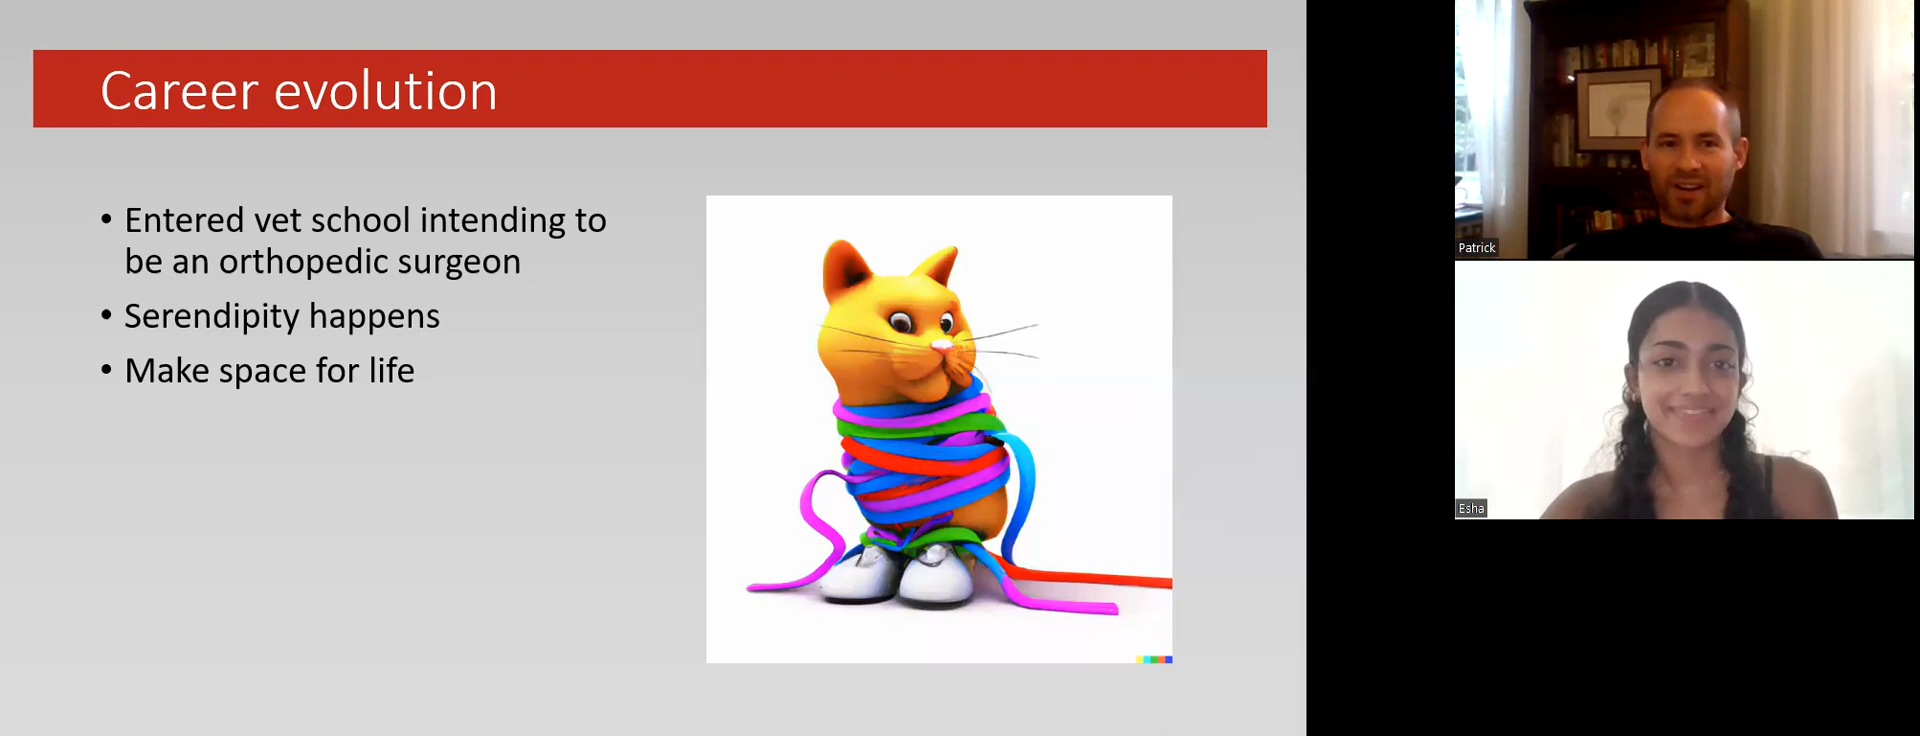 Career evolution
• Entered vet school intending to
be an orthopedic surgeon
• Serendipity happens
• Make space for life
Patrick
Esha